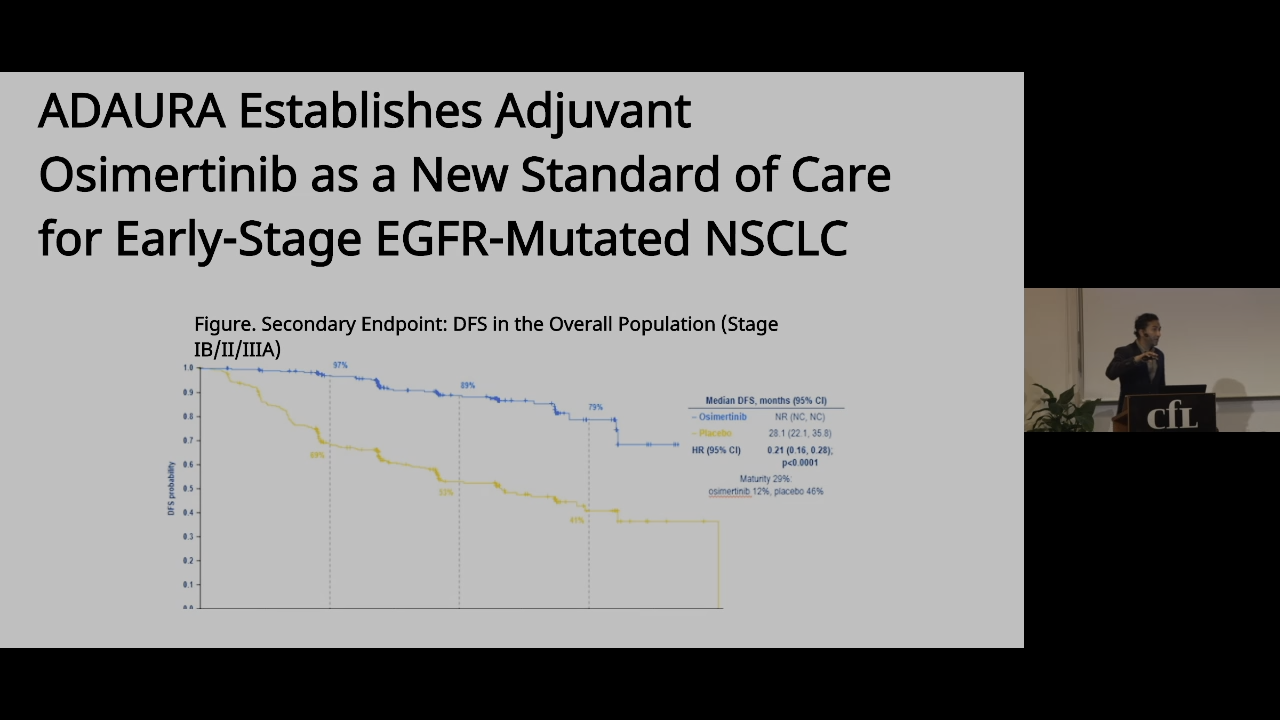 ADAURA Establishes Adjuvant
Osimertinib as a New Standard of Care
for Early-Stage EGFR-Mutated NSCLC
Figure. Secondary Endpoint: DFS in the Overall Population (Stage
IB/II/IIIA)
1.0
0.9
0.8
0.7
0.6
0.5
0.4
0.3
0.2
0.1
0.0
DFS probability
97%
89%
79%
69%
53%
Median DFS, months (95% CI)
– Osimertinib NR (NC, NC)
– Placebo 28.1 (22.1, 35.8)
HR (95% CI) 0.21 (0.16, 0.28);
p<0.0001
Maturity 29%:
osimertinib 12%, placebo 46%
cfL